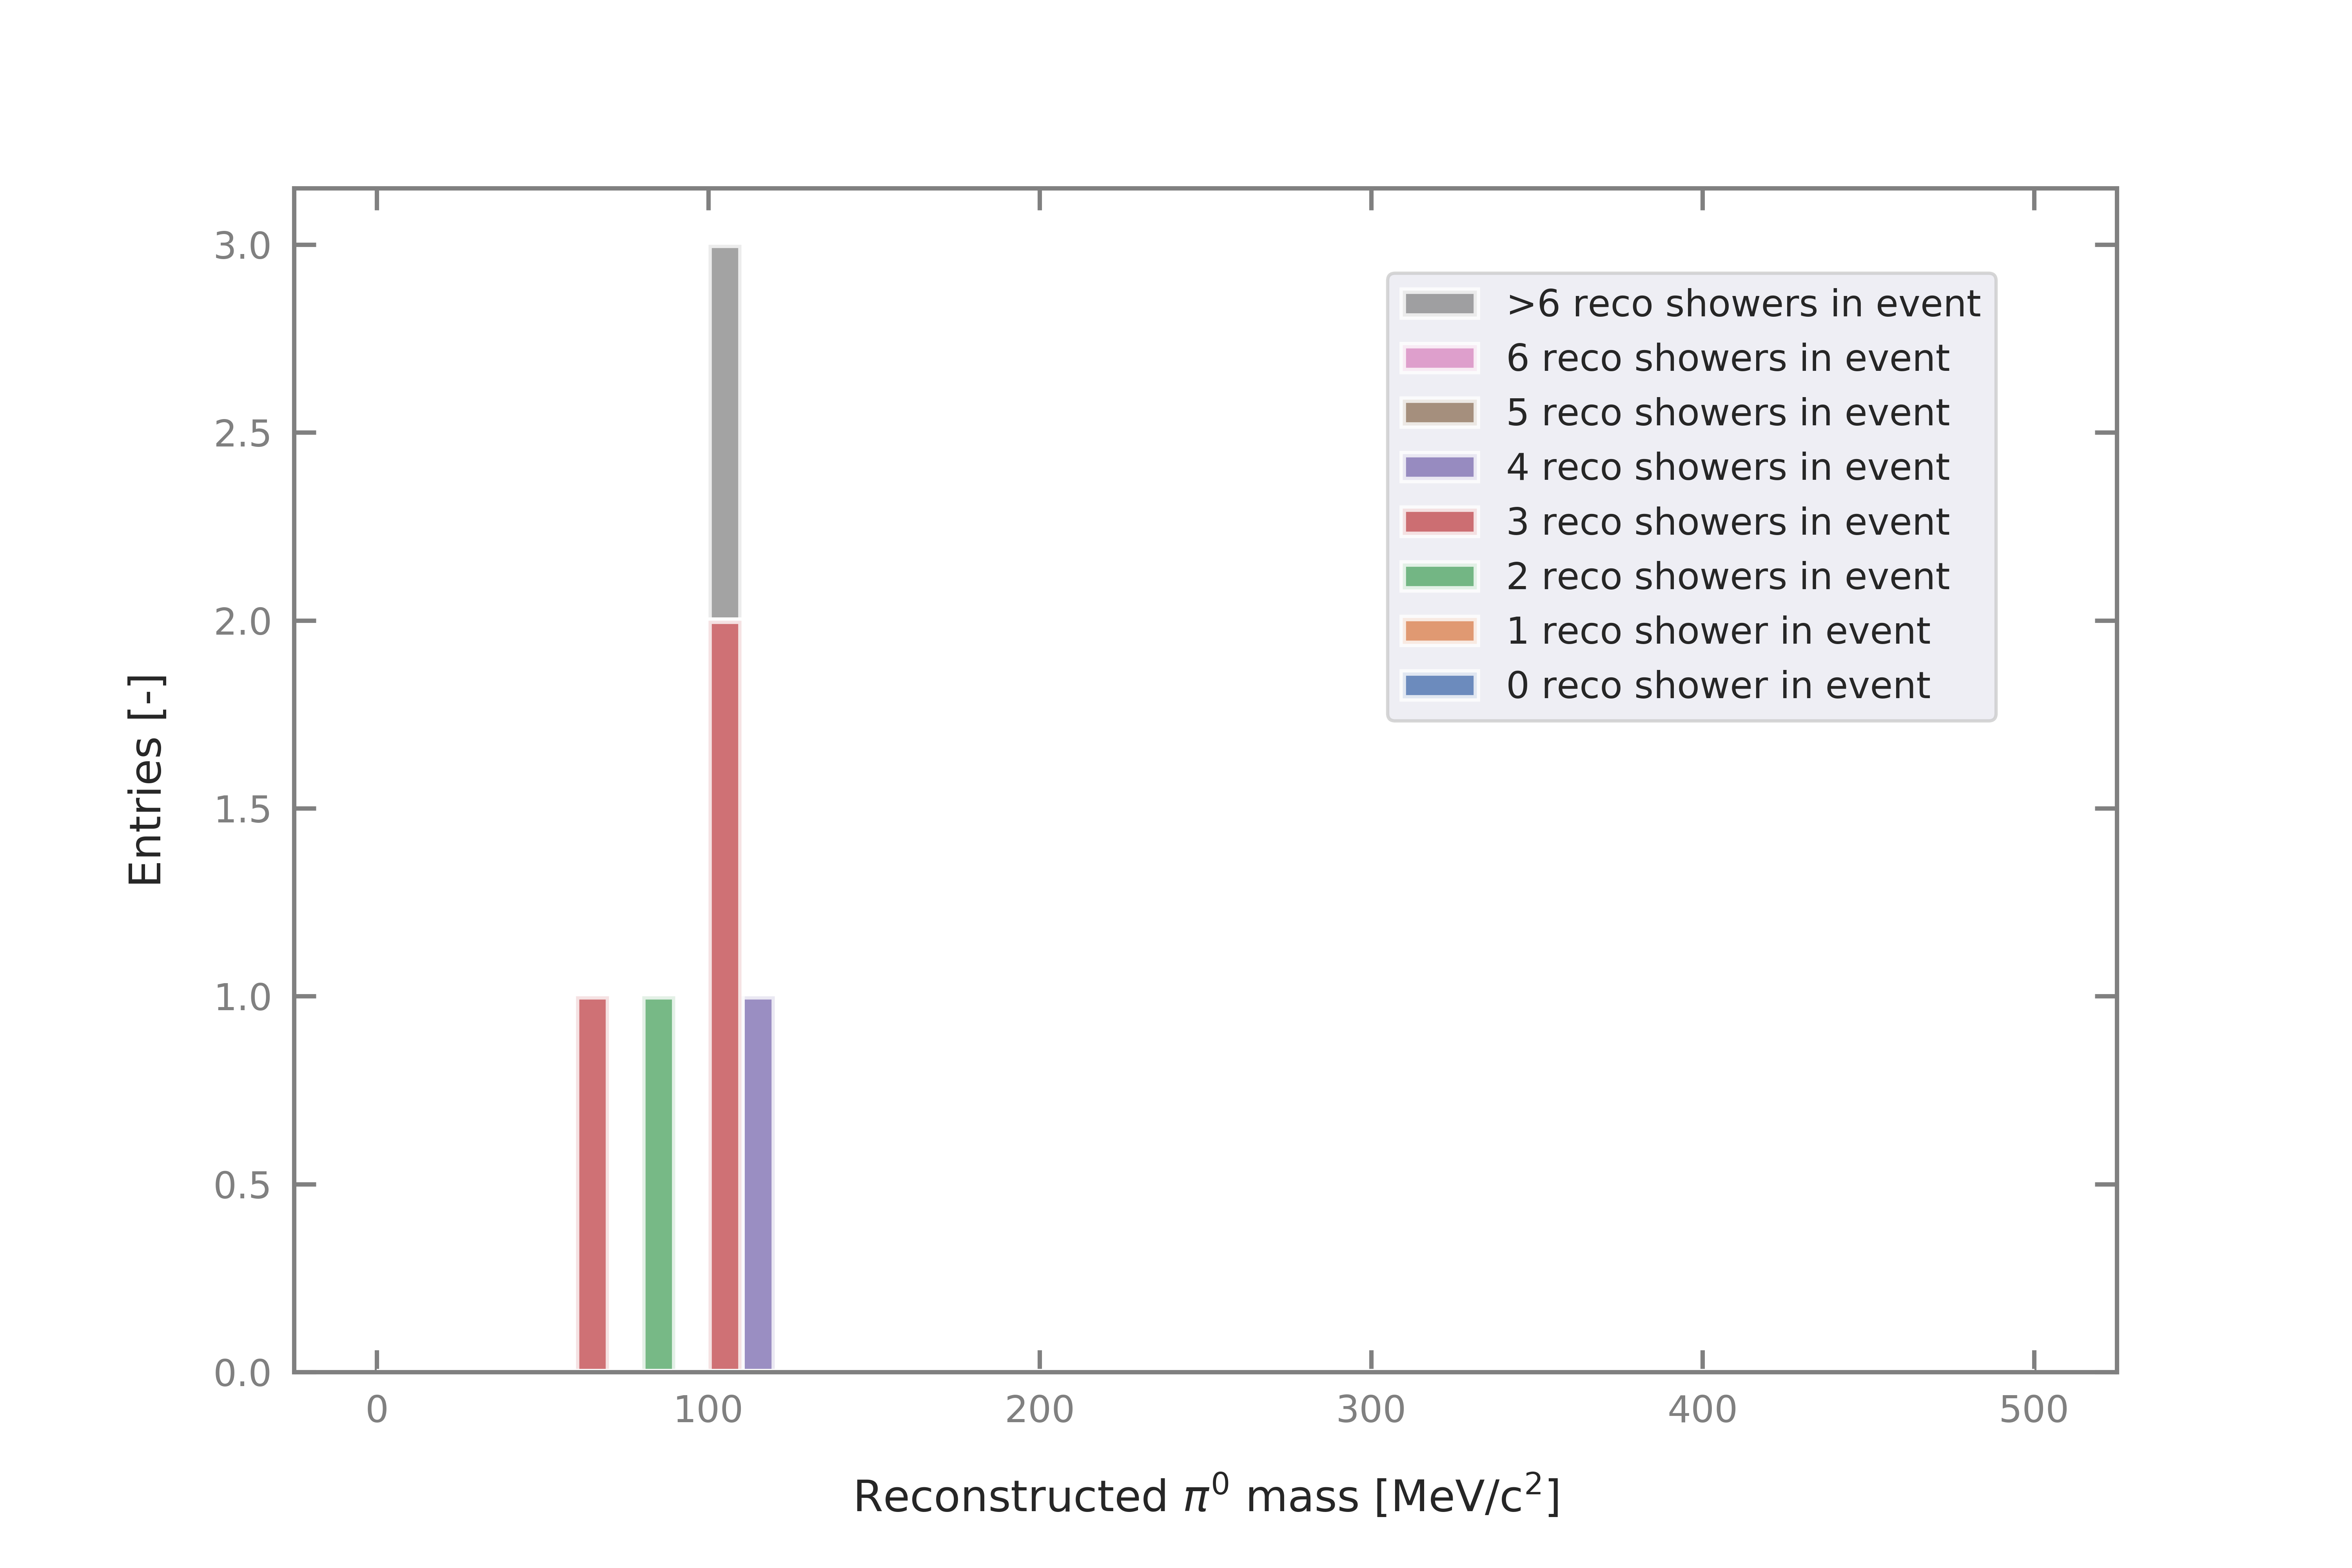 3.0
2.5
2.0
1.5
1.0
0.5
0.0
Entries [-]
>6 reco showers in event
6 reco showers in event
5 reco showers in event
4 reco showers in event
3 reco showers in event
2 reco showers in event
1 reco shower in event
0 reco shower in event
0 100 200 300 400 500
Reconstructed π⁰ mass [MeV/c²]